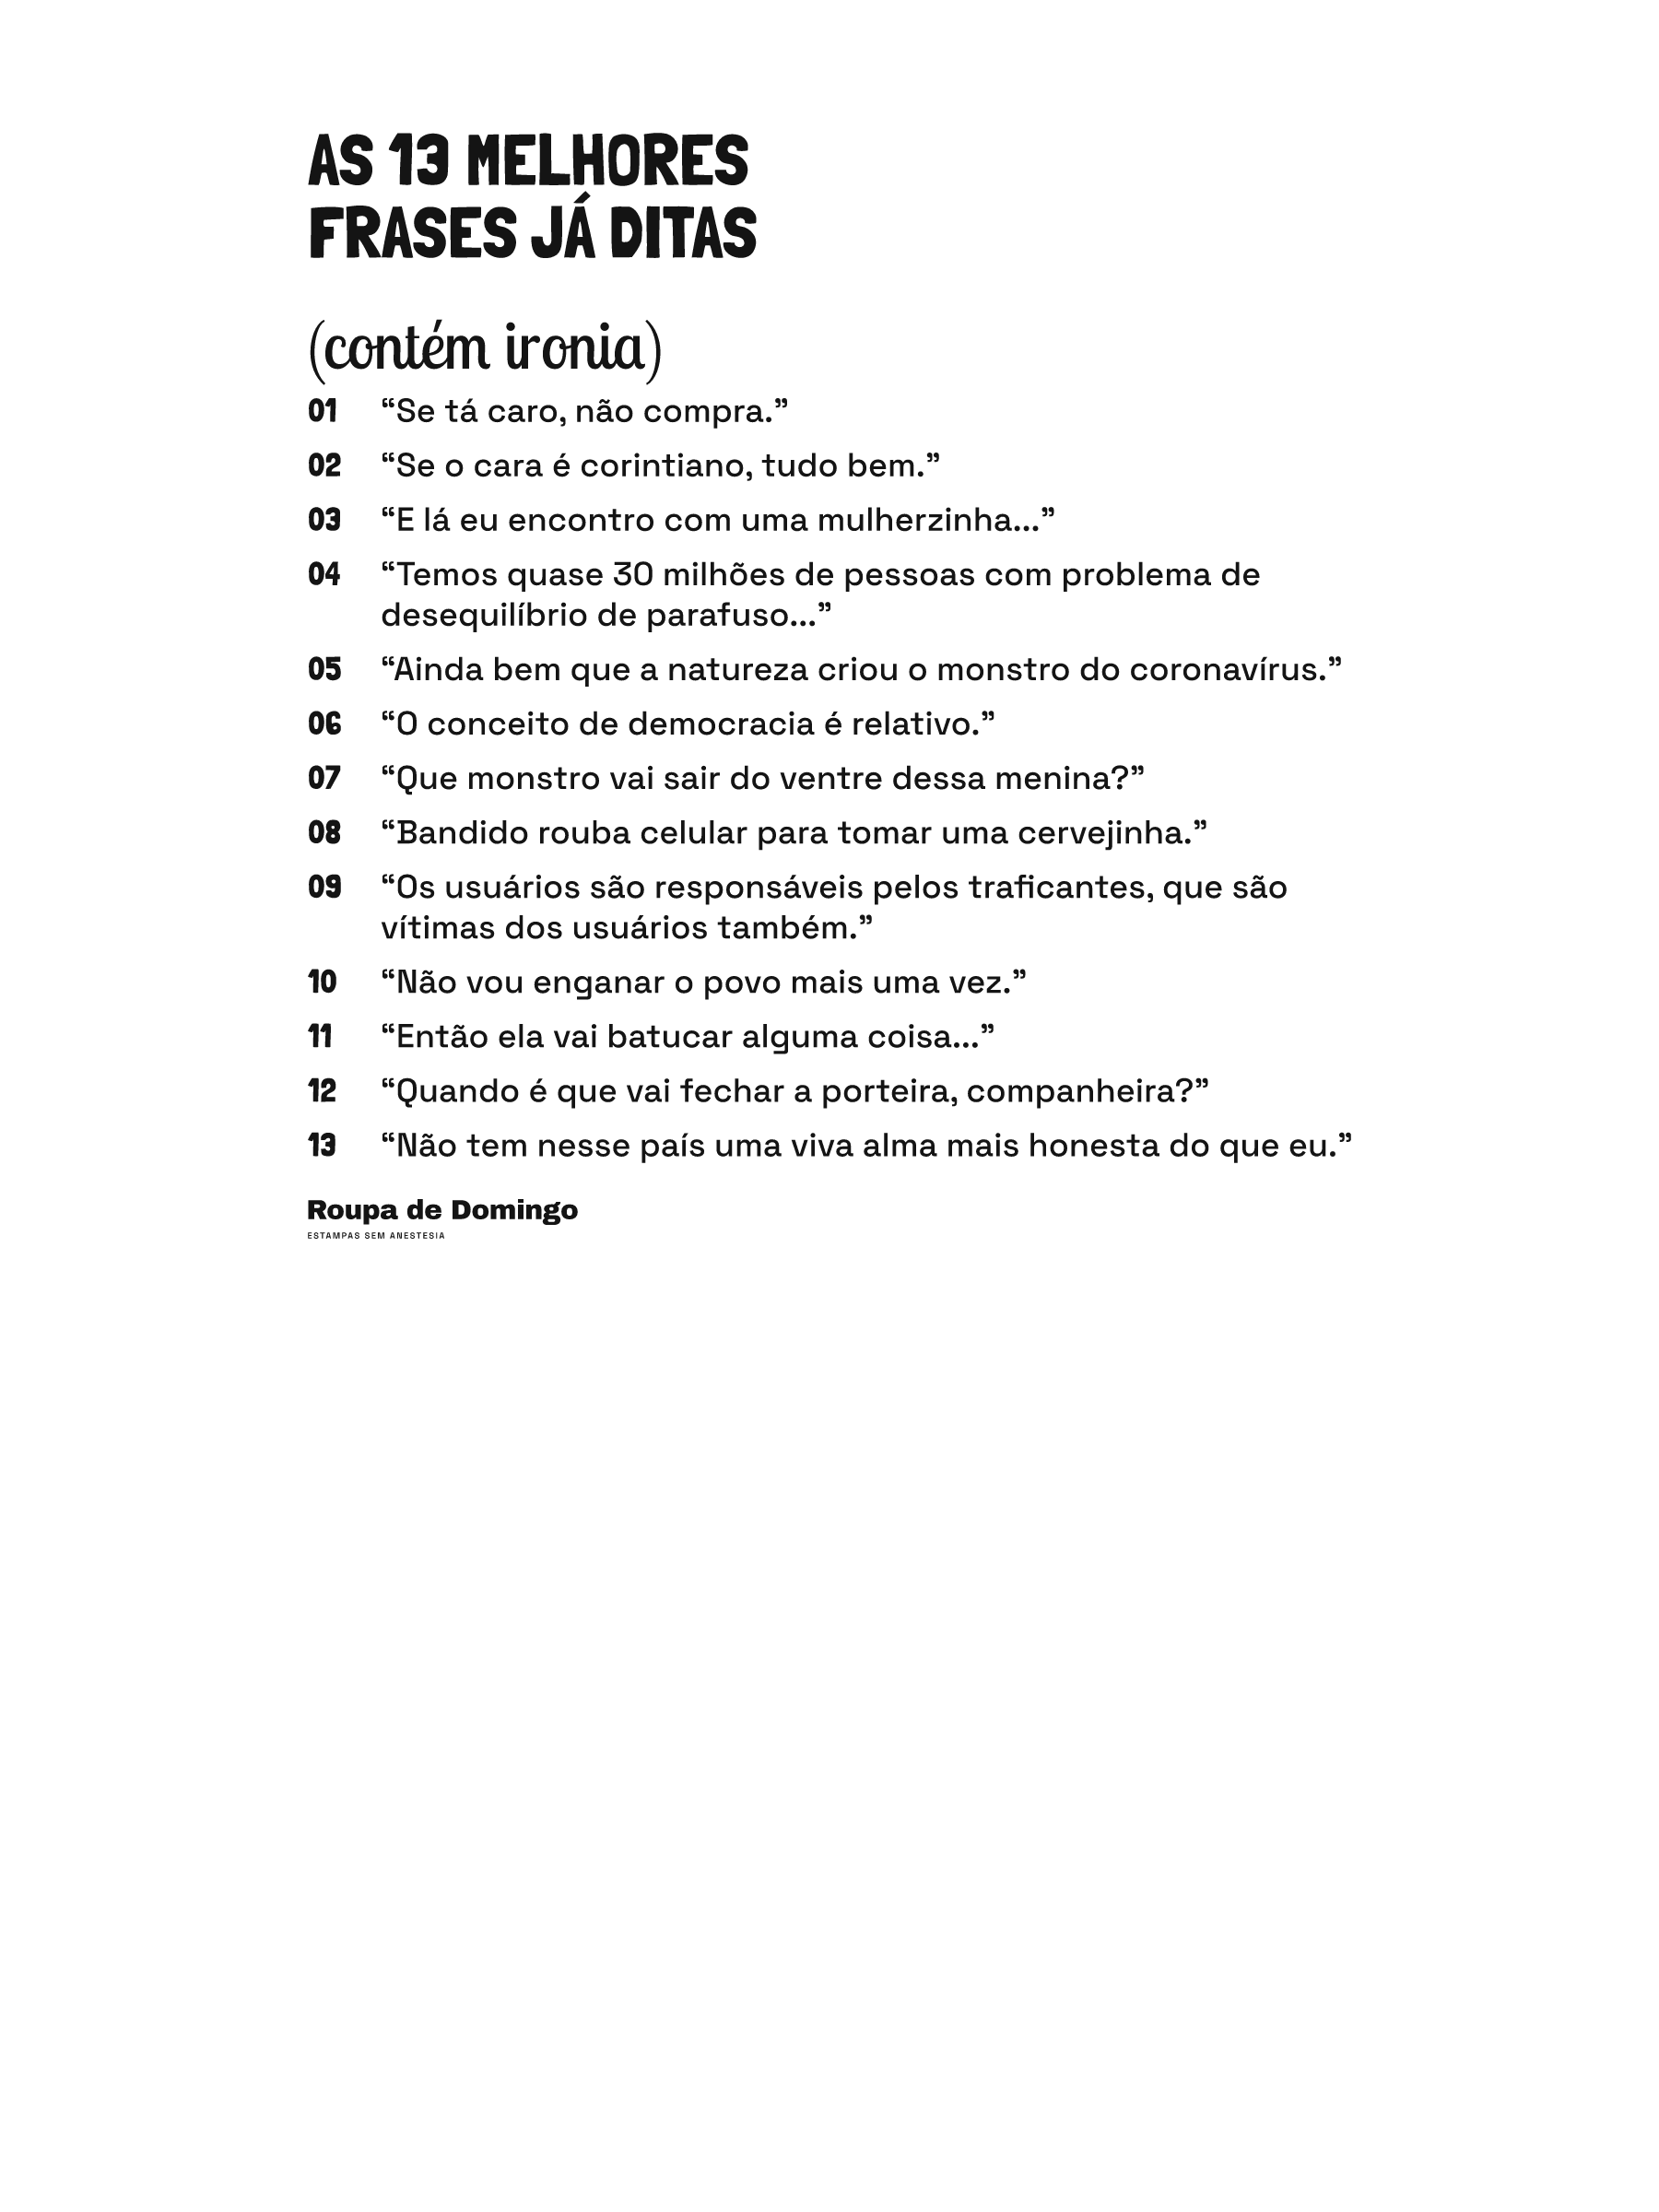 AS 13 MELHORES
FRASES JÁ DITAS
(contém ironia)
01 “Se tá caro, não compra.”
02 “Se o cara é corintiano, tudo bem.”
03 “E lá eu encontro com uma mulherzinha...”
04 “Temos quase 30 milhões de pessoas com problema de
desequilíbrio de parafuso...”
05 “Ainda bem que a natureza criou o monstro do coronavírus.”
06 “O conceito de democracia é relativo.”
07 “Que monstro vai sair do ventre dessa menina?”
08 “Bandido rouba celular para tomar uma cervejinha.”
09 “Os usuários são responsáveis pelos traficantes, que são
vítimas dos usuários também.”
10 “Não vou enganar o povo mais uma vez.”
11 “Então ela vai batucar alguma coisa...”
12 “Quando é que vai fechar a porteira, companheira?”
13 “Não tem nesse país uma viva alma mais honesta do que eu.”
Roupa de Domingo
ESTAMPAS SEM ANESTESIA